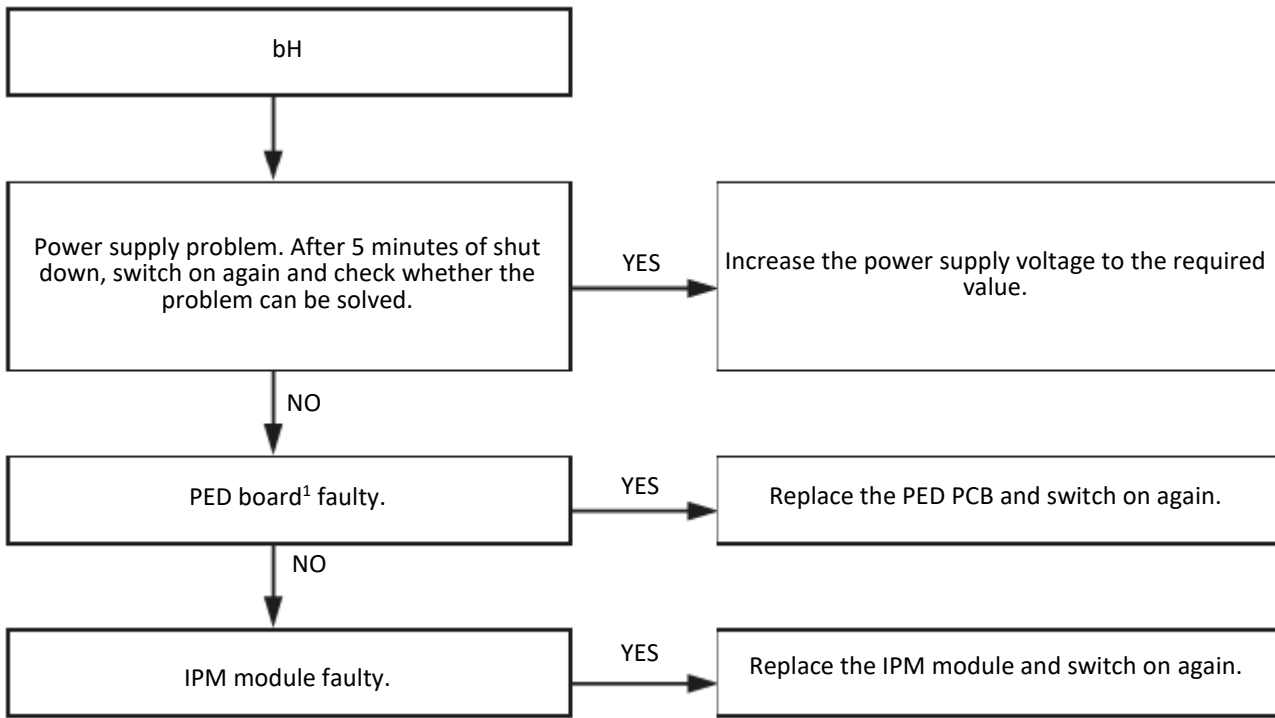 bH
Power supply problem. After 5 minutes of shut
down, switch on again and check whether the
problem can be solved.
YES
Increase the power supply voltage to the required
value.
NO
PED board¹ faulty.
YES
Replace the PED PCB and switch on again.
NO
IPM module faulty.
YES
Replace the IPM module and switch on again.